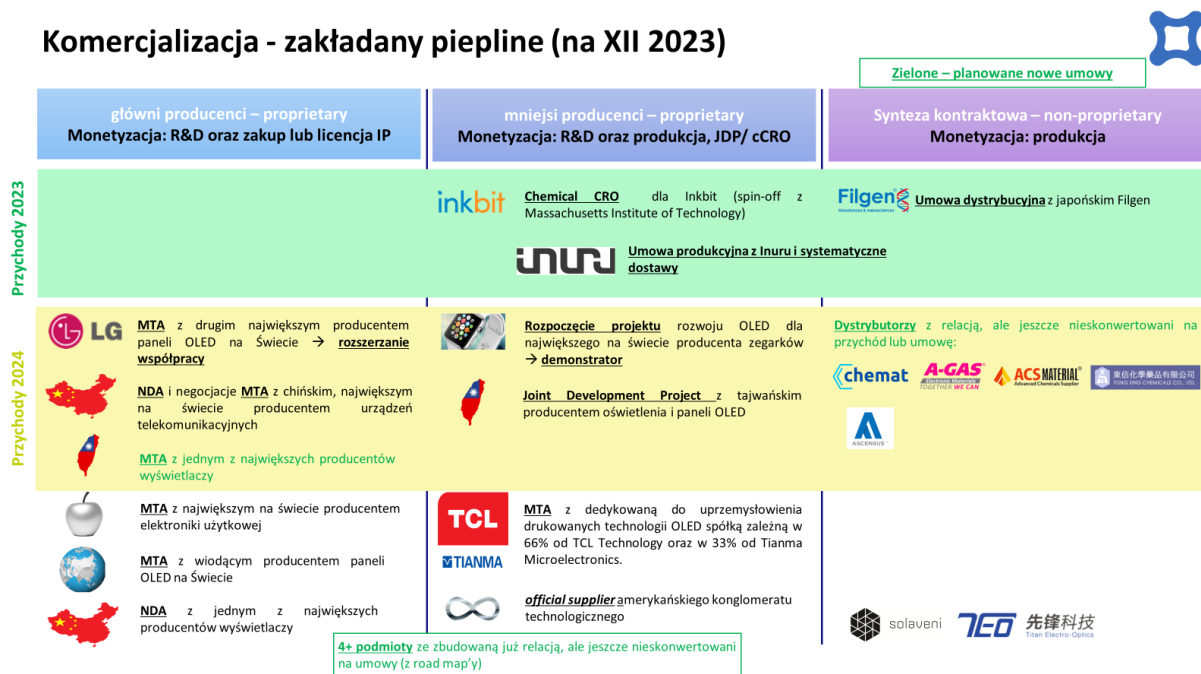 Komercjalizacja - zakładany piepline (na XII 2023)
Zielone – planowane nowe umowy
główni producenci – proprietary
Monetyzacja: R&D oraz zakup lub licencja IP
mniejsi producenci – proprietary
Monetyzacja: R&D oraz produkcja, JDP/ cCRO
Synteza kontraktowa – non-proprietary
Monetyzacja: produkcja
Przychody 2023
inkbit
Chemical CRO dla Inkbit (spin-off z
Massachusetts Institute of Technology)
inuru
Umowa produkcyjna z Inuru i systematyczne
dostawy
Filgen
biosciences & nanosciences
Umowa dystrybucyjna z japońskim Filgen
Przychody 2024
LG
MTA z drugim największym producentem
paneli OLED na Świecie → rozszerzanie
współpracy
NDA i negocjacje MTA z chińskim, największym
na świecie producentem urządzeń
telekomunikacyjnych
MTA z jednym z największych producentów
wyświetlaczy
Rozpoczęcie projektu rozwoju OLED dla
największego na świecie producenta zegarków
→ demonstrator
Joint Development Project z tajwańskim
producentem oświetlenia i paneli OLED
Dystrybutorzy z relacją, ale jeszcze nieskonwertowani na
przychód lub umowę:
chemat
A-GAS
Electronic Materials
TOGETHER WE CAN
ACS MATERIAL
Advanced Chemicals Supplier
東信化學藥品有限公司
TONG SING CHEMICALS CO., LTD.
ASCENSUS
MTA z największym na świecie producentem
elektroniki użytkowej
MTA z wiodącym producentem paneli
OLED na Świecie
NDA z jednym z największych
producentów wyświetlaczy
TCL
TIANMA
MTA z dedykowaną do uprzemysłowienia
drukowanych technologii OLED spółką zależną w
66% od TCL Technology oraz w 33% od Tianma
Microelectronics.
official supplier amerykańskiego konglomeratu
technologicznego
solaveni
TEO 先锋科技
Titan Electro-Optics
4+ podmioty ze zbudowaną już relacją, ale jeszcze nieskonwertowani
na umowy (z road map'y)